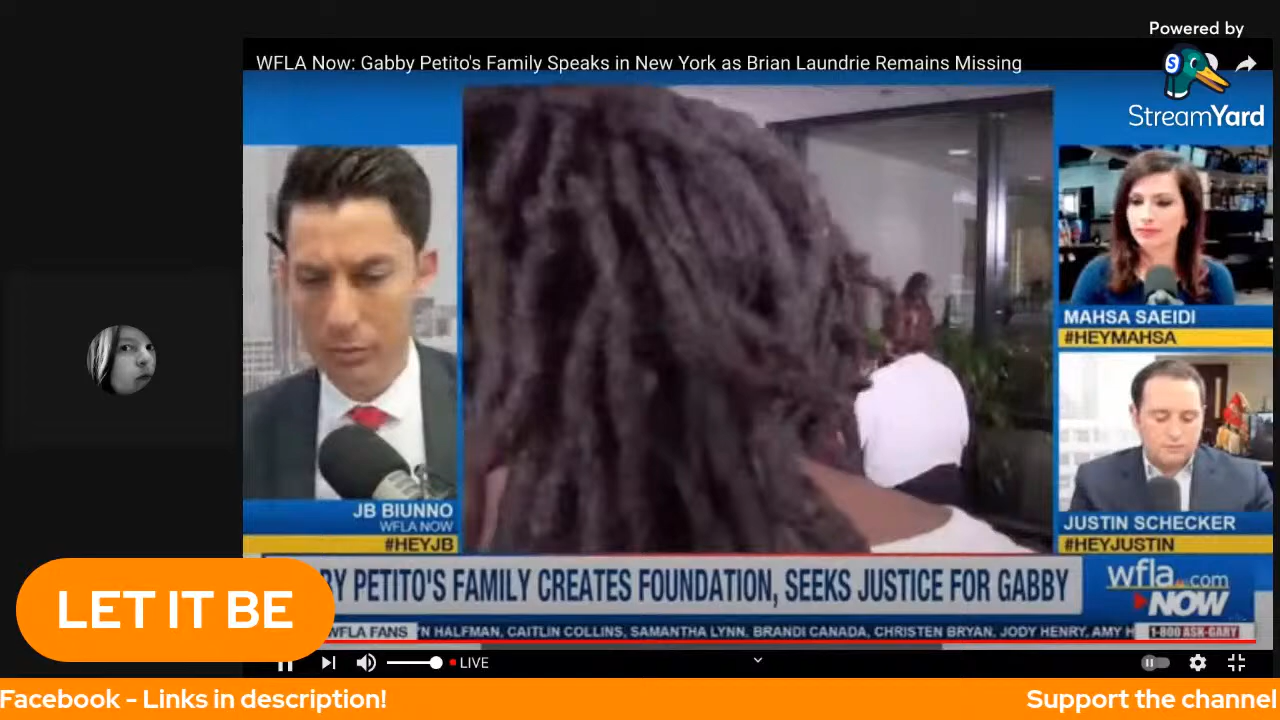 Powered by
StreamYard
WFLA Now: Gabby Petito's Family Speaks in New York as Brian Laundrie Remains Missing
MAHSA SAEIDI
#HEYMAHSA
JB BIUNNO
WFLA NOW
#HEYJB
JUSTIN SCHECKER
#HEYJUSTIN
BY PETITO'S FAMILY CREATES FOUNDATION, SEEKS JUSTICE FOR GABBY
wfla.com
NOW
LET IT BE
WFLA FANS
N HALFMAN, CAITLIN COLLINS, SAMANTHA LYNN, BRANDI CANADA, CHRISTEN BRYAN, JODY HENRY, AMY H
1-800-ASK-GARY
LIVE
Facebook - Links in description!
Support the channel